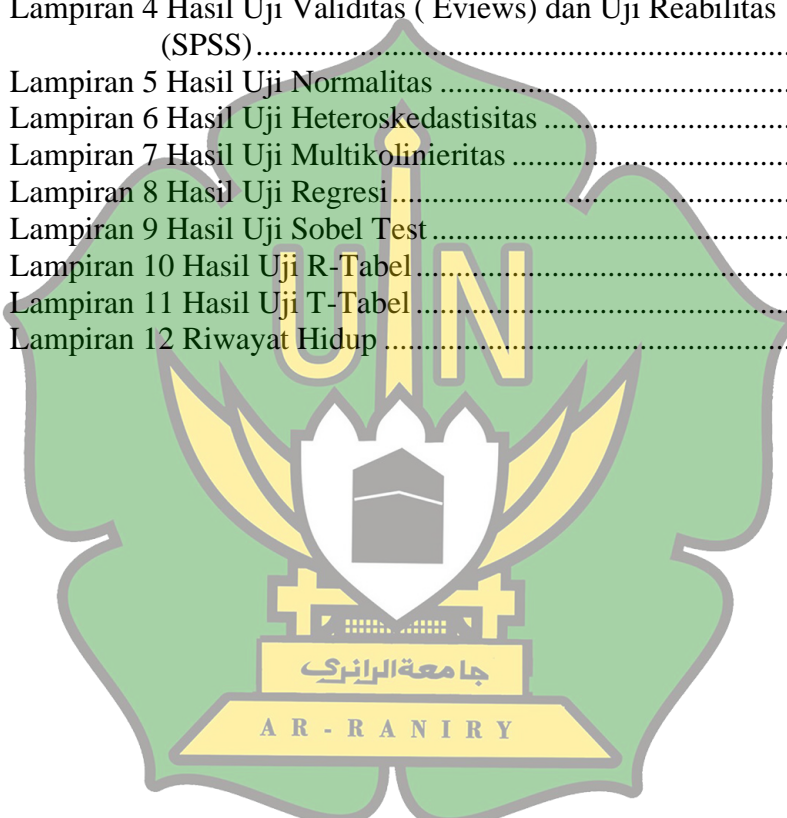 Lampiran 4 Hasil Uji Validitas ( Eviews) dan Uji Reabilitas
(SPSS)..........................................................................
Lampiran 5 Hasil Uji Normalitas ..................................................
Lampiran 6 Hasil Uji Heteroskedastisitas ....................................
Lampiran 7 Hasil Uji Multikolinieritas ........................................
Lampiran 8 Hasil Uji Regresi........................................................
Lampiran 9 Hasil Uji Sobel Test...................................................
Lampiran 10 Hasil Uji R-Tabel.....................................................
Lampiran 11 Hasil Uji T-Tabel.....................................................
Lampiran 12 Riwayat Hidup ........................................................
UIN
جامعة الرانري
AR-RANIRY